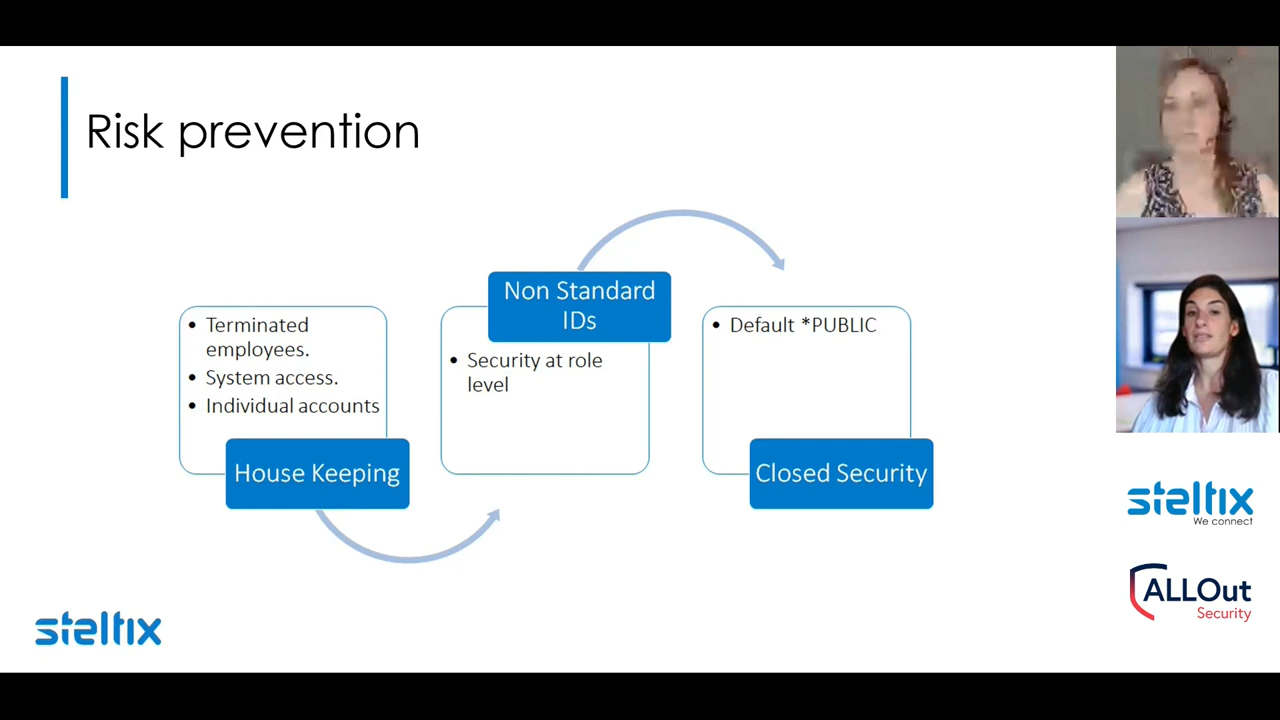 Risk prevention
• Terminated
employees.
• System access.
• Individual accounts
House Keeping
Non Standard
IDs
• Security at role
level
• Default *PUBLIC
Closed Security
steltix
steltix
We connect
ALLOut
Security